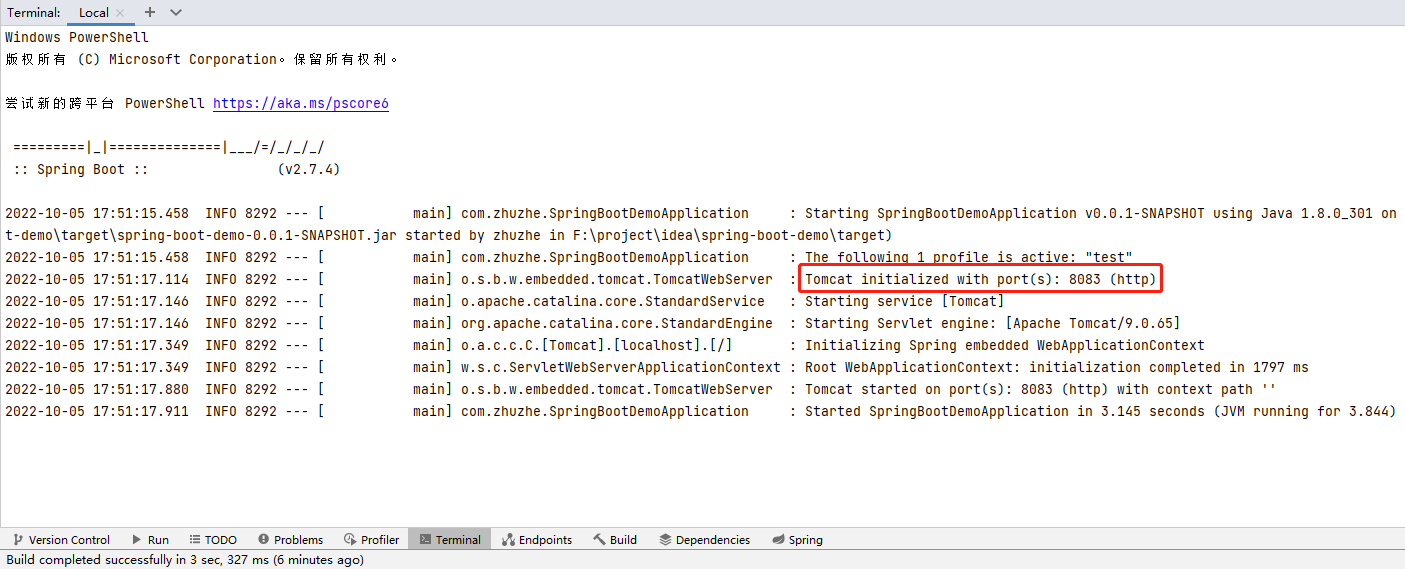 Terminal: Local × + ∨
Windows PowerShell
版权所有 (C) Microsoft Corporation。保留所有权利。
尝试新的跨平台 PowerShell https://aka.ms/pscore6
 =========|_|==============|___/=/_/_/_/
 :: Spring Boot ::                (v2.7.4)
2022-10-05 17:51:15.458  INFO 8292 --- [           main] com.zhuzhe.SpringBootDemoApplication     : Starting SpringBootDemoApplication v0.0.1-SNAPSHOT using Java 1.8.0_301 on
t-demo\target\spring-boot-demo-0.0.1-SNAPSHOT.jar started by zhuzhe in F:\project\idea\spring-boot-demo\target)
2022-10-05 17:51:15.458  INFO 8292 --- [           main] com.zhuzhe.SpringBootDemoApplication     : The following 1 profile is active: "test"
2022-10-05 17:51:17.114  INFO 8292 --- [           main] o.s.b.w.embedded.tomcat.TomcatWebServer  : Tomcat initialized with port(s): 8083 (http)
2022-10-05 17:51:17.146  INFO 8292 --- [           main] o.apache.catalina.core.StandardService   : Starting service [Tomcat]
2022-10-05 17:51:17.146  INFO 8292 --- [           main] org.apache.catalina.core.StandardEngine  : Starting Servlet engine: [Apache Tomcat/9.0.65]
2022-10-05 17:51:17.349  INFO 8292 --- [           main] o.a.c.c.C.[Tomcat].[localhost].[/]       : Initializing Spring embedded WebApplicationContext
2022-10-05 17:51:17.349  INFO 8292 --- [           main] w.s.c.ServletWebServerApplicationContext : Root WebApplicationContext: initialization completed in 1797 ms
2022-10-05 17:51:17.880  INFO 8292 --- [           main] o.s.b.w.embedded.tomcat.TomcatWebServer  : Tomcat started on port(s): 8083 (http) with context path ''
2022-10-05 17:51:17.911  INFO 8292 --- [           main] com.zhuzhe.SpringBootDemoApplication     : Started SpringBootDemoApplication in 3.145 seconds (JVM running for 3.844)
Version Control Run TODO Problems Profiler Terminal Endpoints Build Dependencies Spring
Build completed successfully in 3 sec, 327 ms (6 minutes ago)